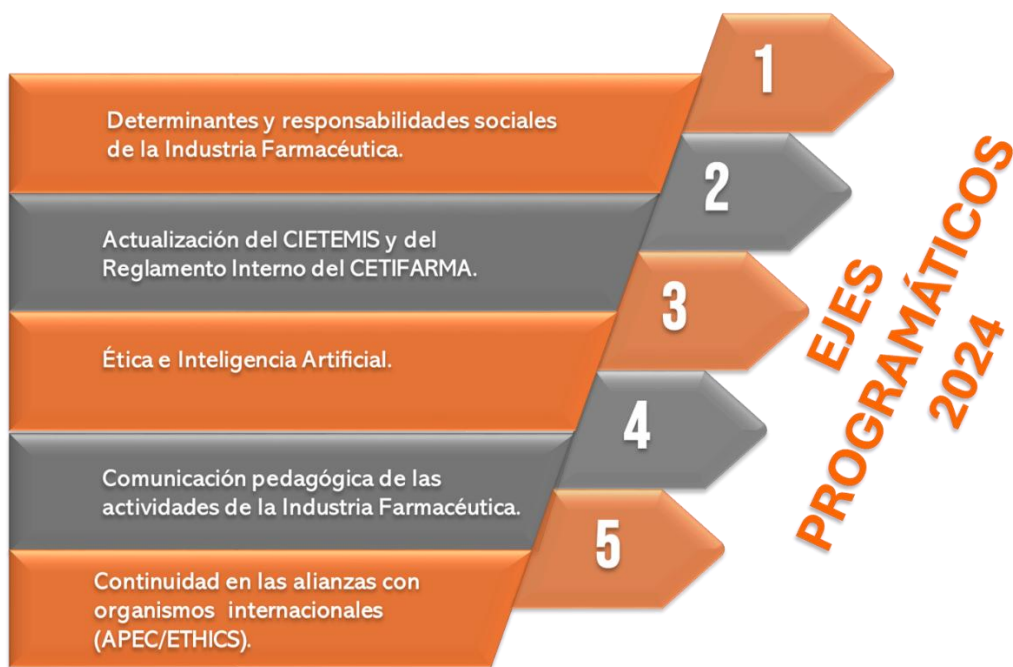 1
Determinantes y responsabilidades sociales
de la Industria Farmacéutica.
2
Actualización del CIETEMIS y del
Reglamento Interno del CETIFARMA.
3
Ética e Inteligencia Artificial.
4
Comunicación pedagógica de las
actividades de la Industria Farmacéutica.
5
Continuidad en las alianzas con
organismos internacionales
(APEC/ETHICS).
EJES
PROGRAMÁTICOS
2024